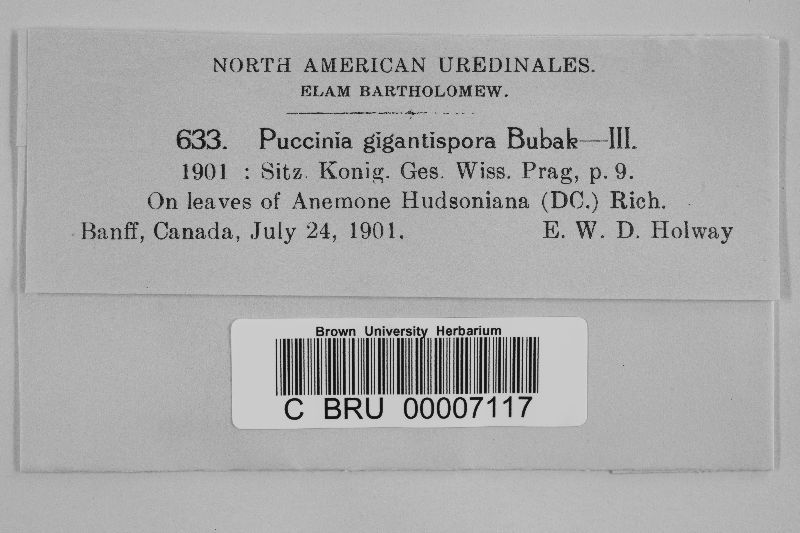 NORTH AMERICAN UREDINALES.
ELAM BARTHOLOMEW.
633. Puccinia gigantispora Bubak—III.
1901 : Sitz. Konig. Ges. Wiss. Prag, p. 9.
On leaves of Anemone Hudsoniana (DC.) Rich.
Banff, Canada, July 24, 1901. E. W. D. Holway
Brown University Herbarium
C BRU 00007117